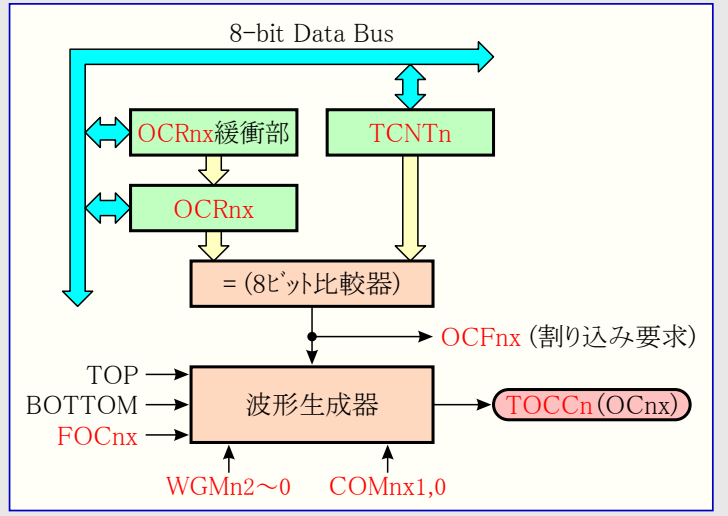 8-bit Data Bus
OCRnx緩衝部
TCNTn
OCRnx
= (8ﾋﾞｯﾄ比較器)
OCFnx (割り込み要求)
TOP
BOTTOM
FOCnx
波形生成器
TOCCn (OCnx)
WGMn2～0
COMnx1,0